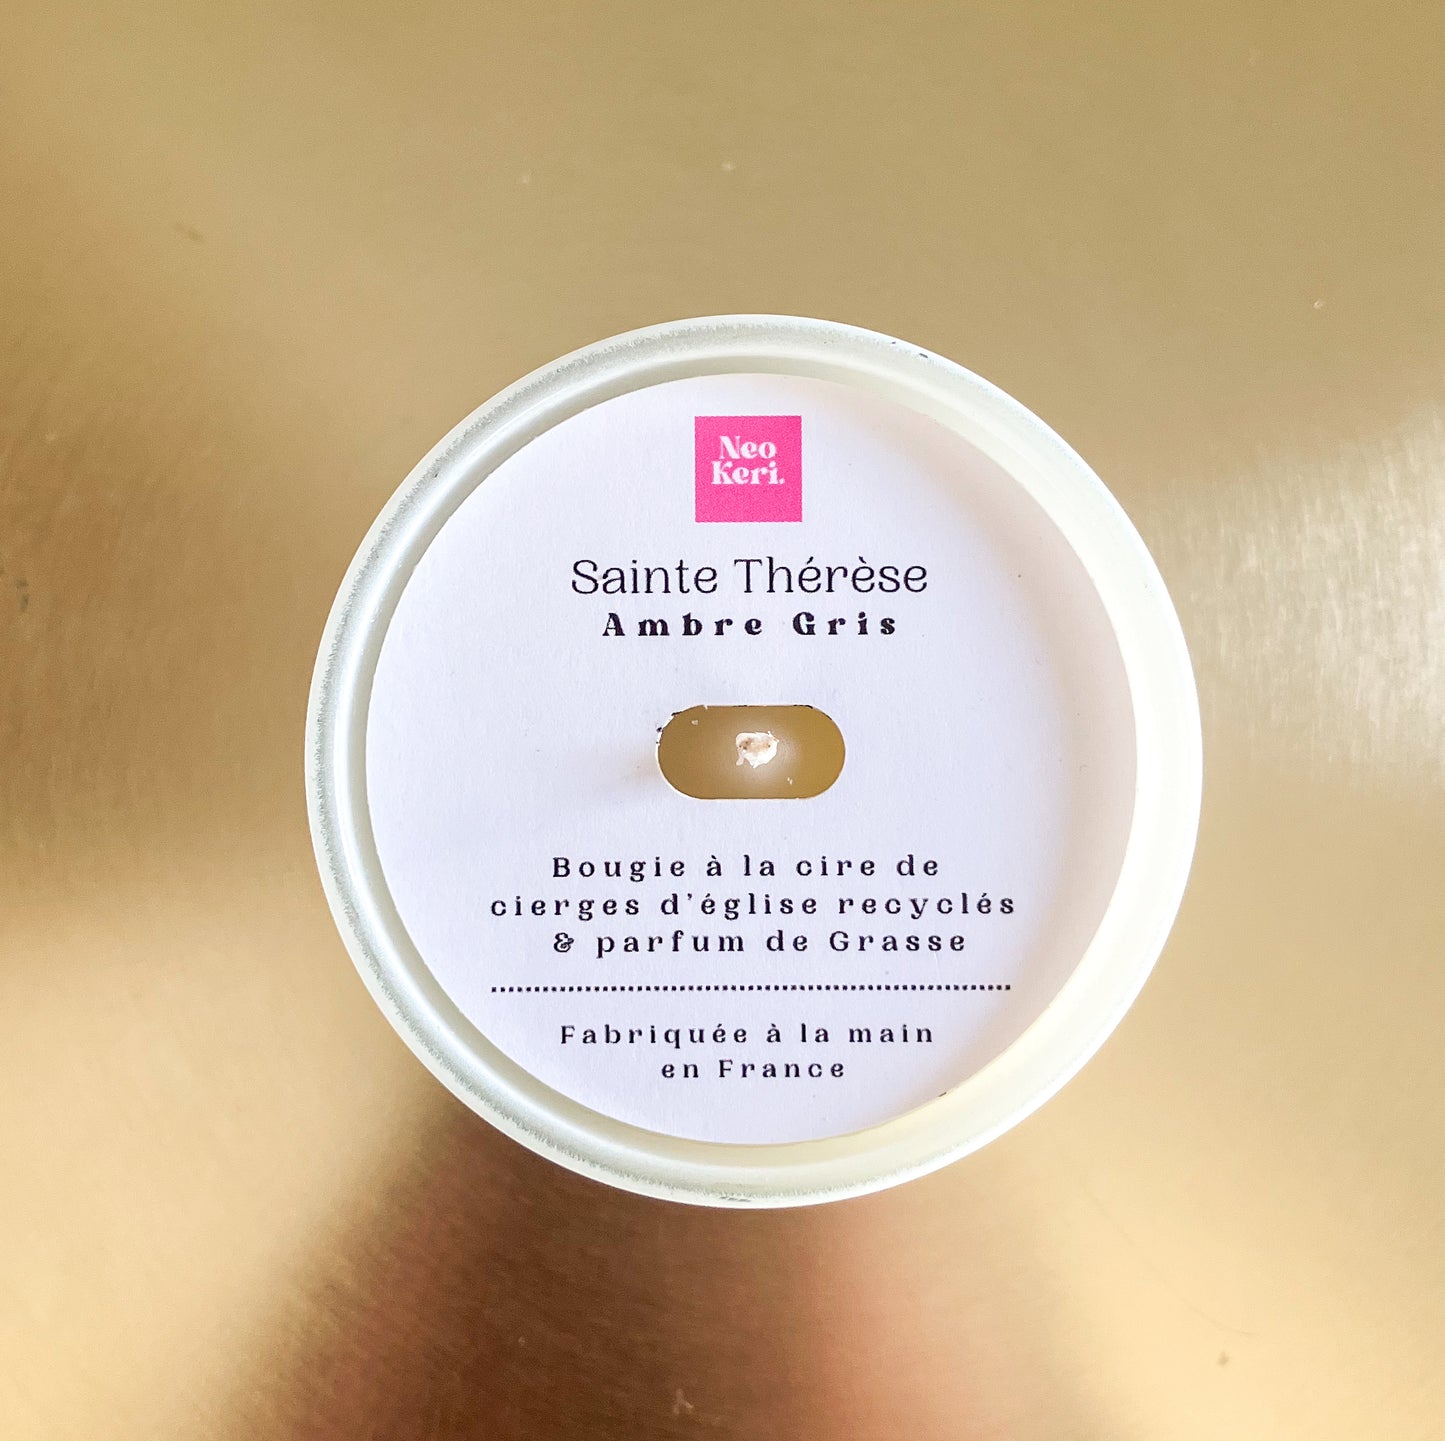 Neo
Keri.
Sainte Thérèse
Ambre Gris
Bougie à la cire de
cierges d'église recyclés
& parfum de Grasse
Fabriquée à la main
en France